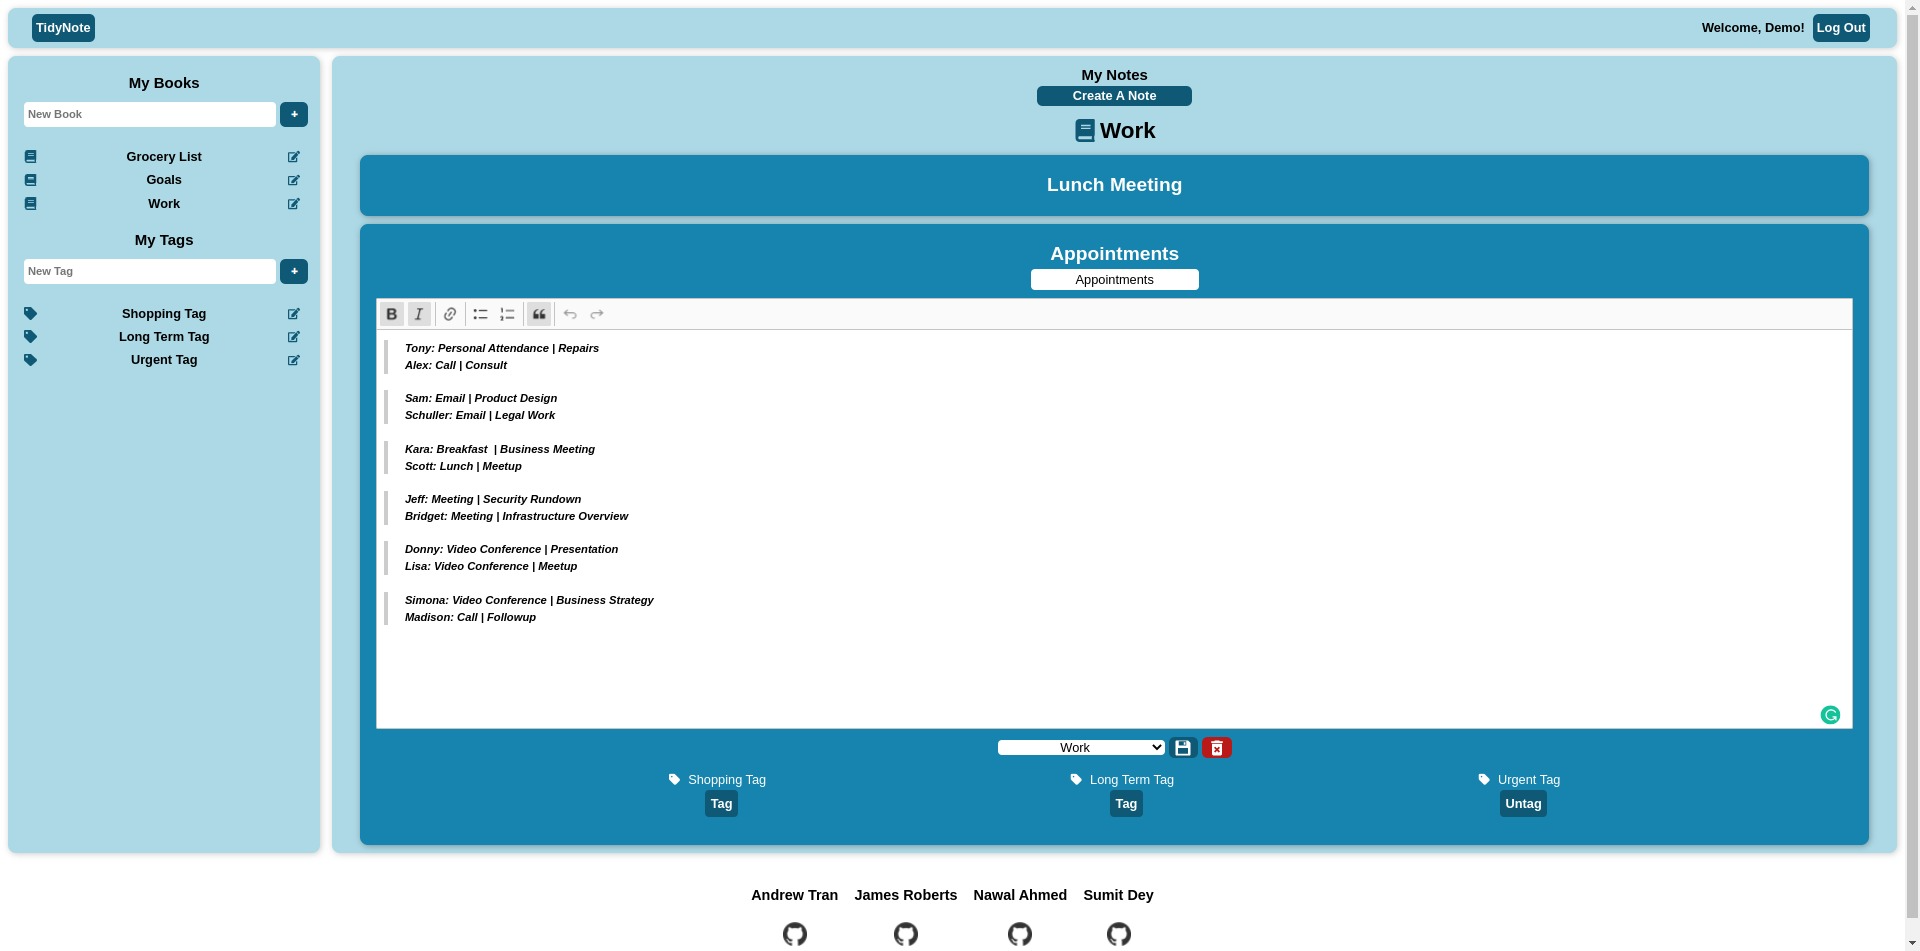 TidyNote
Welcome, Demo! Log Out
My Books
New Book +
Grocery List
Goals
Work
My Tags
New Tag +
Shopping Tag
Long Term Tag
Urgent Tag
My Notes
Create A Note
Work
Lunch Meeting
Appointments
Appointments
B I
Tony: Personal Attendance | Repairs
Alex: Call | Consult
Sam: Email | Product Design
Schuller: Email | Legal Work
Kara: Breakfast | Business Meeting
Scott: Lunch | Meetup
Jeff: Meeting | Security Rundown
Bridget: Meeting | Infrastructure Overview
Donny: Video Conference | Presentation
Lisa: Video Conference | Meetup
Simona: Video Conference | Business Strategy
Madison: Call | Followup
Work
Shopping Tag Long Term Tag Urgent Tag
Tag Tag Untag
Andrew Tran James Roberts Nawal Ahmed Sumit Dey